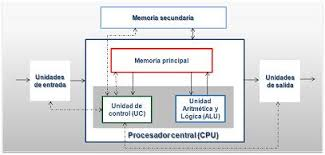 Memoria secundaria
Memoria principal
Unidades
de entrada
Unidad de
control (UC)
Unidad
Aritmética y
Lógica (ALU)
Unidades
de salida
Procesador central (CPU)